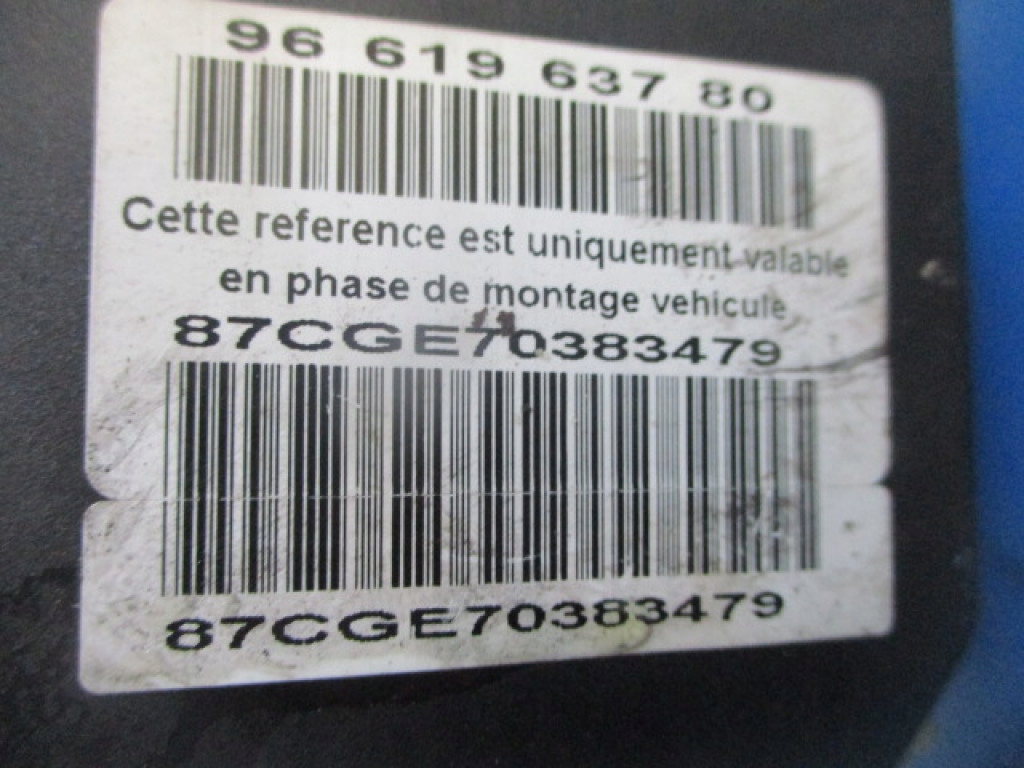 96 619 637 80
Cette reference est uniquement valable
en phase de montage vehicule
87CGE70383479
87CGE70383479